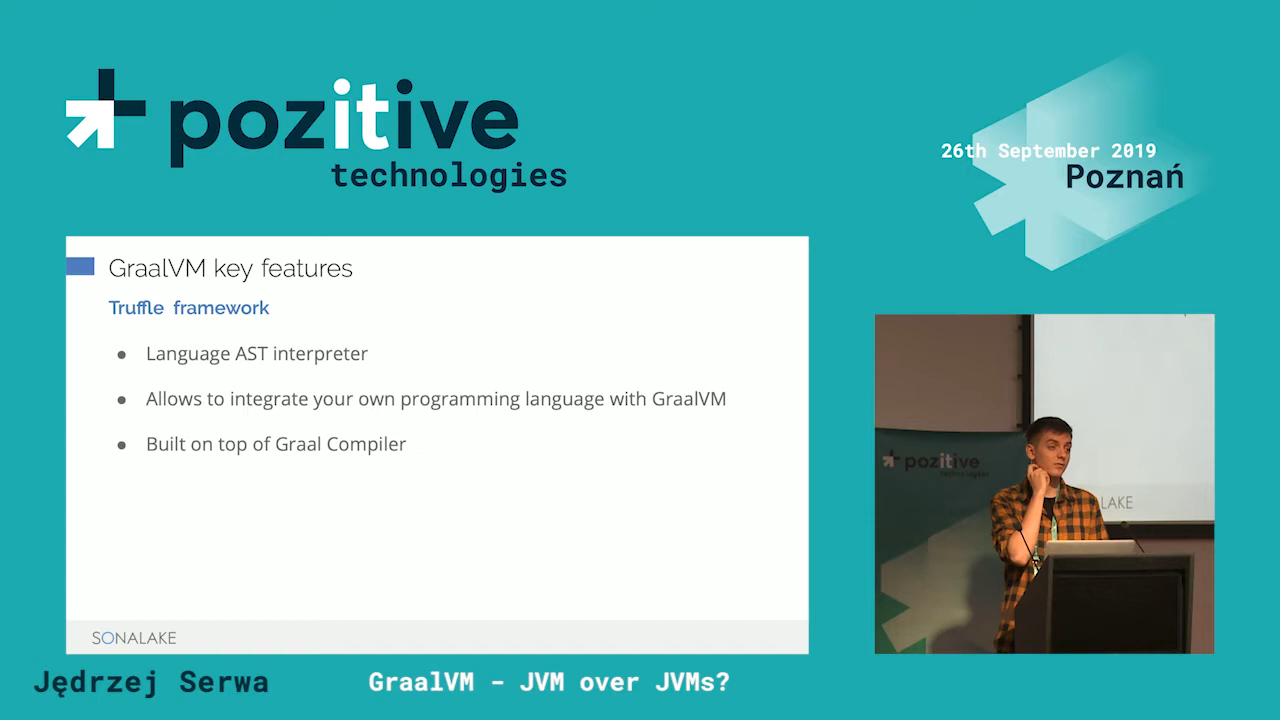 pozitive
technologies
26th September 2019
Poznań
GraalVM key features
Truffle framework
● Language AST interpreter
● Allows to integrate your own programming language with GraalVM
● Built on top of Graal Compiler
SONALAKE
pozitive
technologies
LAKE
Jędrzej Serwa
GraalVM - JVM over JVMs?